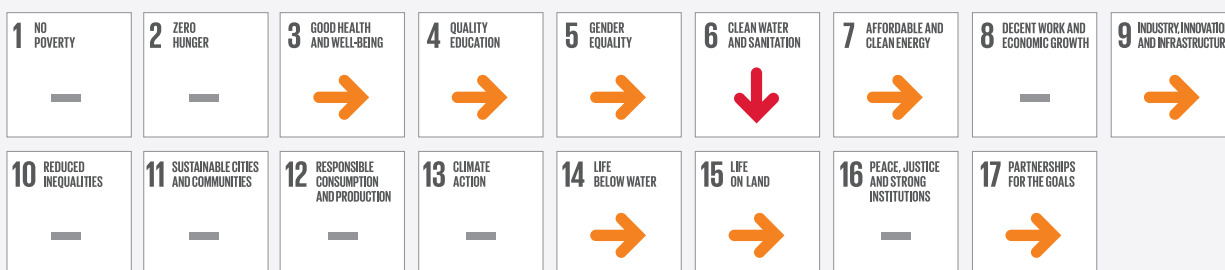 1 NO
POVERTY
2 ZERO
HUNGER
3 GOOD HEALTH
AND WELL-BEING
4 QUALITY
EDUCATION
5 GENDER
EQUALITY
6 CLEAN WATER
AND SANITATION
7 AFFORDABLE AND
CLEAN ENERGY
8 DECENT WORK AND
ECONOMIC GROWTH
9 INDUSTRY, INNOVATIO
AND INFRASTRUCTUR
10 REDUCED
INEQUALITIES
11 SUSTAINABLE CITIES
AND COMMUNITIES
12 RESPONSIBLE
CONSUMPTION
AND PRODUCTION
13 CLIMATE
ACTION
14 LIFE
BELOW WATER
15 LIFE
ON LAND
16 PEACE, JUSTICE
AND STRONG
INSTITUTIONS
17 PARTNERSHIPS
FOR THE GOALS